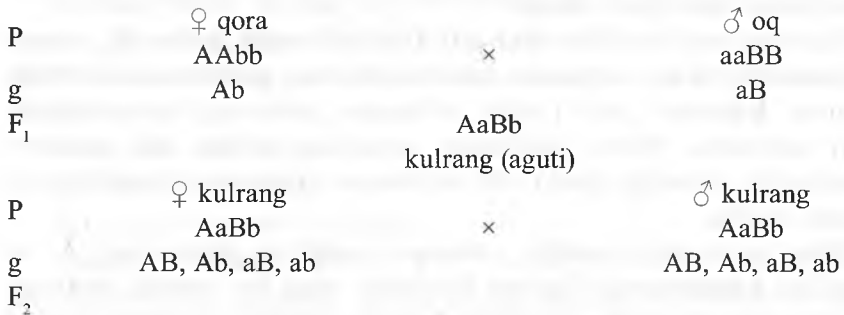 ♀ qora ♂ oq
P AAbb × aaBB
g Ab aB
F₁ AaBb
kulrang (aguti)
♀ kulrang ♂ kulrang
P AaBb × AaBb
g AB, Ab, aB, ab AB, Ab, aB, ab
F₂